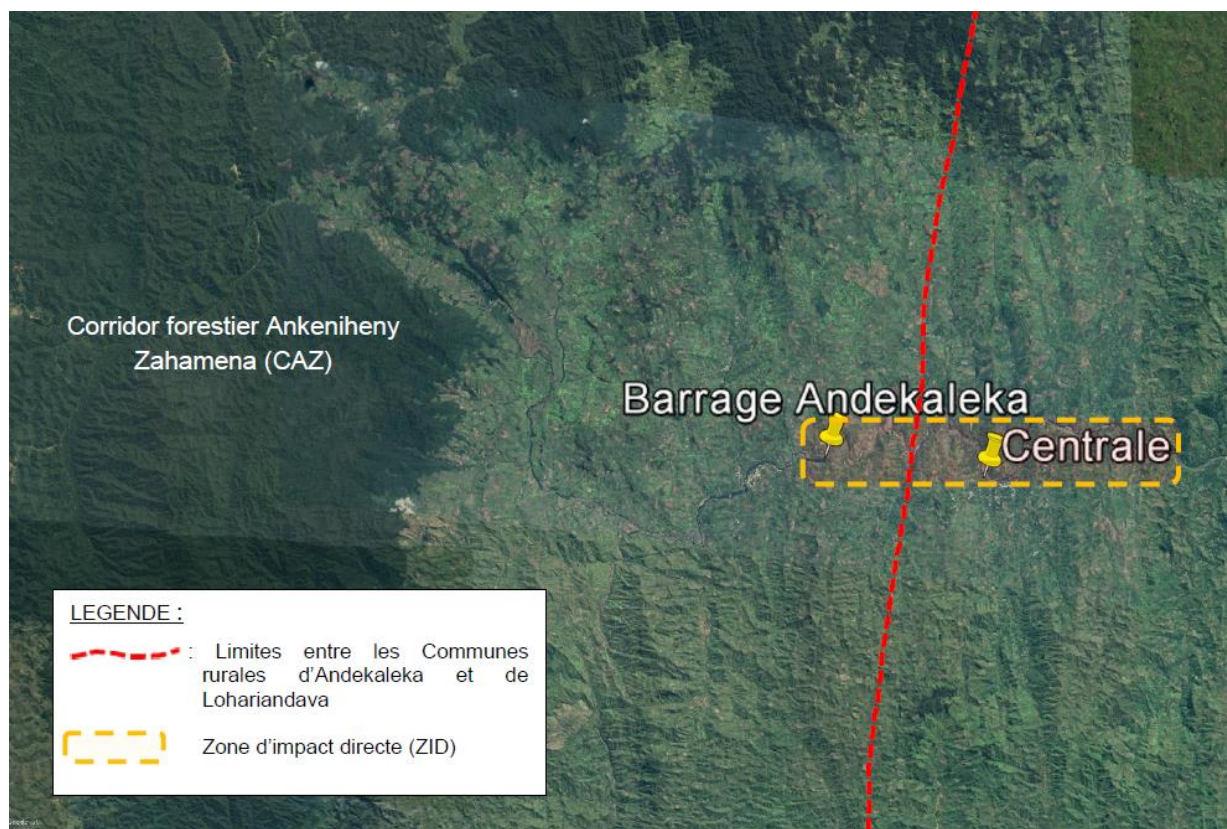 Corridor forestier Ankeniheny
Zahamena (CAZ)
Barrage Andekaleka
Centrale
LEGENDE :
: Limites entre les Communes
rurales d'Andekaleka et de
Lohariandava
Zone d'impact directe (ZID)